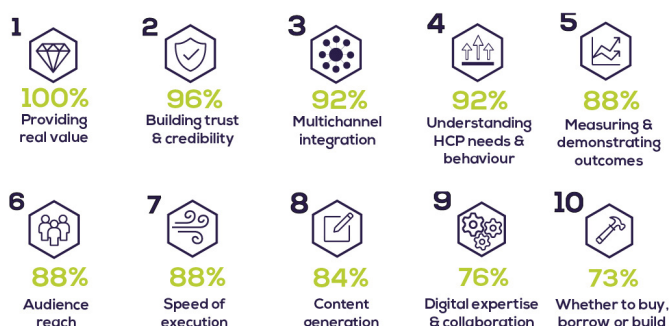 1
2
3
4
5
100%
96%
92%
92%
88%
Providing
real value
Building trust
& credibility
Multichannel
integration
Understanding
HCP needs &
behaviour
Measuring &
demonstrating
outcomes
6
7
8
9
10
88%
88%
84%
76%
73%
Audience
reach
Speed of
execution
Content
generation
Digital expertise
& collaboration
Whether to buy,
borrow or build